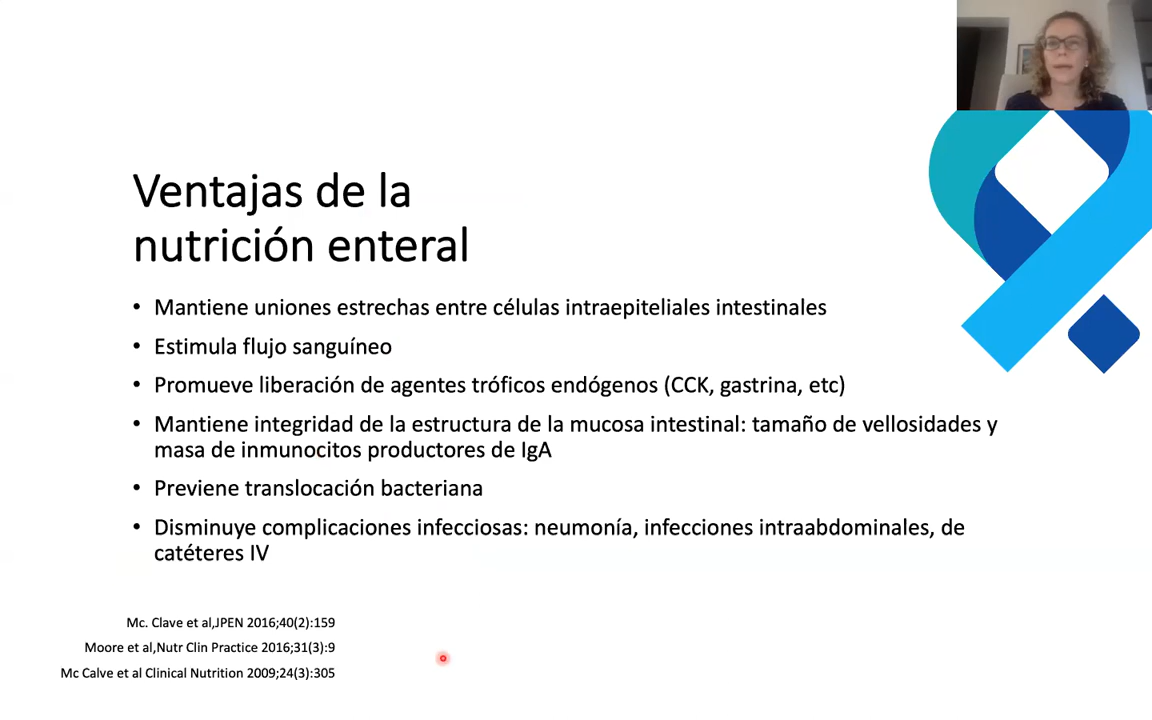 Ventajas de la
nutrición enteral
• Mantiene uniones estrechas entre células intraepiteliales intestinales
• Estimula flujo sanguíneo
• Promueve liberación de agentes tróficos endógenos (CCK, gastrina, etc)
• Mantiene integridad de la estructura de la mucosa intestinal: tamaño de vellosidades y
masa de inmunocitos productores de IgA
• Previene translocación bacteriana
• Disminuye complicaciones infecciosas: neumonía, infecciones intraabdominales, de
catéteres IV
Mc. Clave et al,JPEN 2016;40(2):159
Moore et al,Nutr Clin Practice 2016;31(3):9
Mc Calve et al Clinical Nutrition 2009;24(3):305